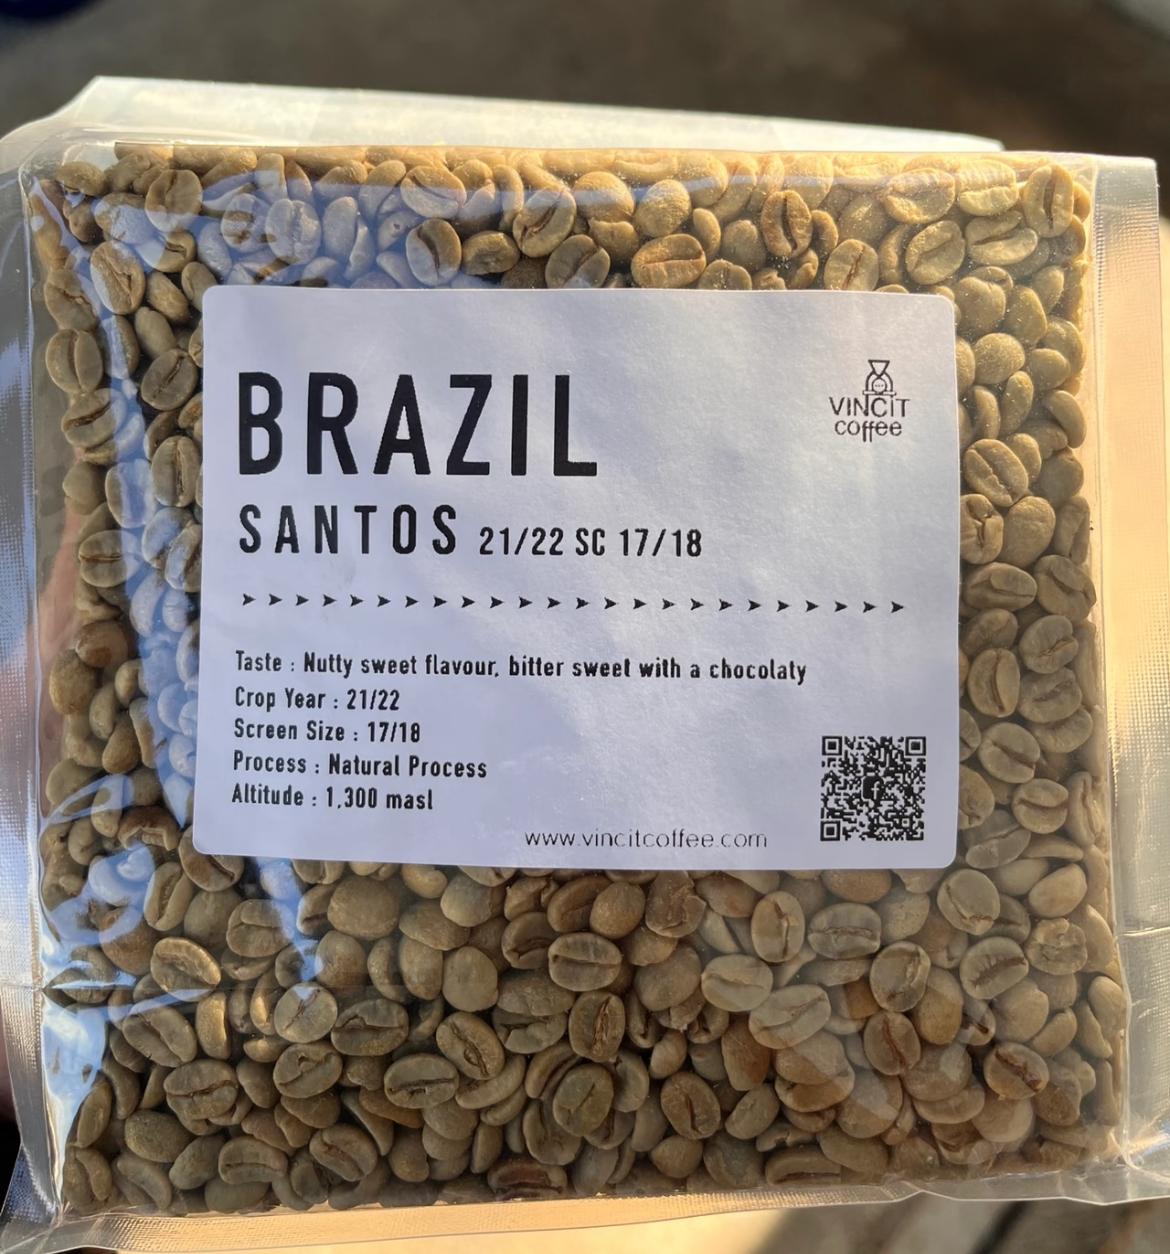 BRAZIL
VINCIT
coffee
SANTOS 21/22 SC 17/18
Taste : Nutty sweet flavour, bitter sweet with a chocolaty
Crop Year : 21/22
Screen Size : 17/18
Process : Natural Process
Altitude : 1,300 masl
www.vincitcoffee.com